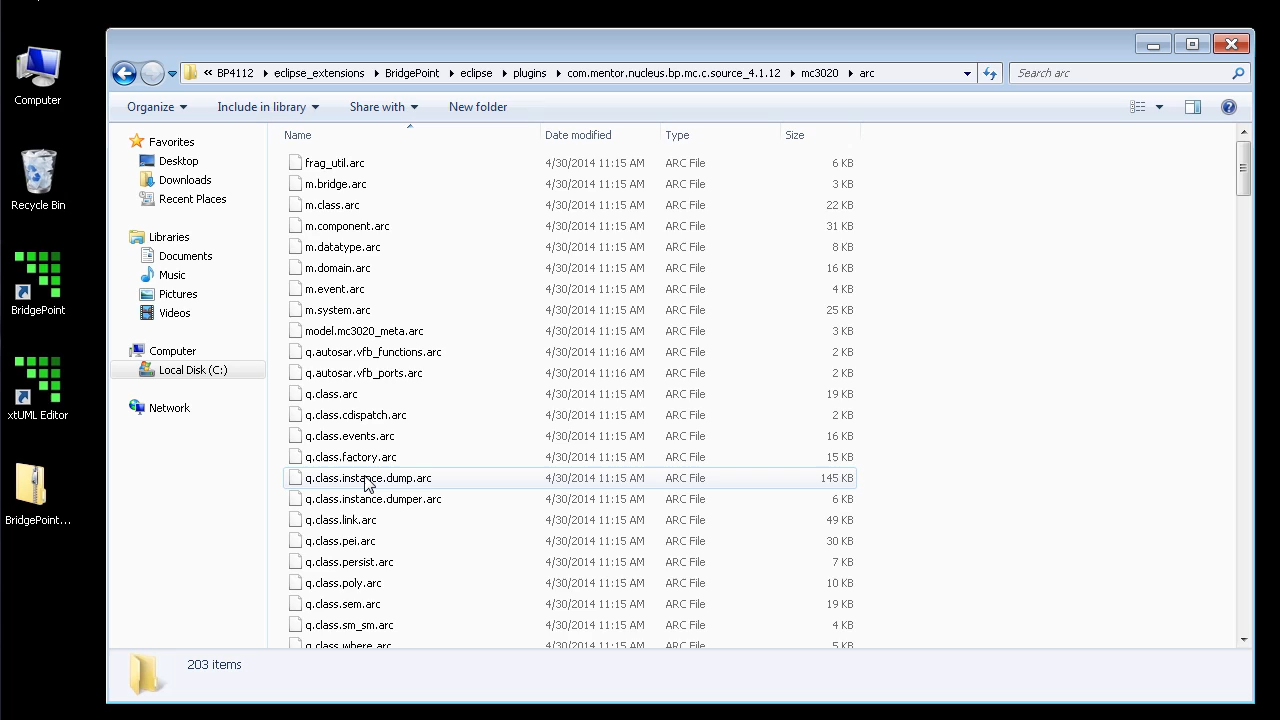 Computer
Recycle Bin
BridgePoint
xtUML Editor
BridgePoint...
« BP4112 eclipse_extensions BridgePoint eclipse plugins com.mentor.nucleus.bp.mc.c.source_4.1.12 mc3020 arc
Search arc
Organize Include in library Share with New folder
Favorites
Desktop
Downloads
Recent Places
Libraries
Documents
Music
Pictures
Videos
Computer
Local Disk (C:)
Network
Name Date modified Type Size
frag_util.arc 4/30/2014 11:15 AM ARC File 6 KB
m.bridge.arc 4/30/2014 11:15 AM ARC File 3 KB
m.class.arc 4/30/2014 11:15 AM ARC File 22 KB
m.component.arc 4/30/2014 11:15 AM ARC File 31 KB
m.datatype.arc 4/30/2014 11:15 AM ARC File 8 KB
m.domain.arc 4/30/2014 11:15 AM ARC File 16 KB
m.event.arc 4/30/2014 11:15 AM ARC File 4 KB
m.system.arc 4/30/2014 11:15 AM ARC File 25 KB
model.mc3020_meta.arc 4/30/2014 11:15 AM ARC File 3 KB
q.autosar.vfb_functions.arc 4/30/2014 11:16 AM ARC File 2 KB
q.autosar.vfb_ports.arc 4/30/2014 11:16 AM ARC File 2 KB
q.class.arc 4/30/2014 11:15 AM ARC File 19 KB
q.class.cdispatch.arc 4/30/2014 11:15 AM ARC File 2 KB
q.class.events.arc 4/30/2014 11:15 AM ARC File 16 KB
q.class.factory.arc 4/30/2014 11:15 AM ARC File 15 KB
q.class.instance.dump.arc 4/30/2014 11:15 AM ARC File 145 KB
q.class.instance.dumper.arc 4/30/2014 11:15 AM ARC File 6 KB
q.class.link.arc 4/30/2014 11:15 AM ARC File 49 KB
q.class.pei.arc 4/30/2014 11:15 AM ARC File 30 KB
q.class.persist.arc 4/30/2014 11:15 AM ARC File 7 KB
q.class.poly.arc 4/30/2014 11:15 AM ARC File 10 KB
q.class.sem.arc 4/30/2014 11:15 AM ARC File 19 KB
q.class.sm_sm.arc 4/30/2014 11:15 AM ARC File 4 KB
q.class.where.arc 4/30/2014 11:15 AM ARC File 5 KB
203 items